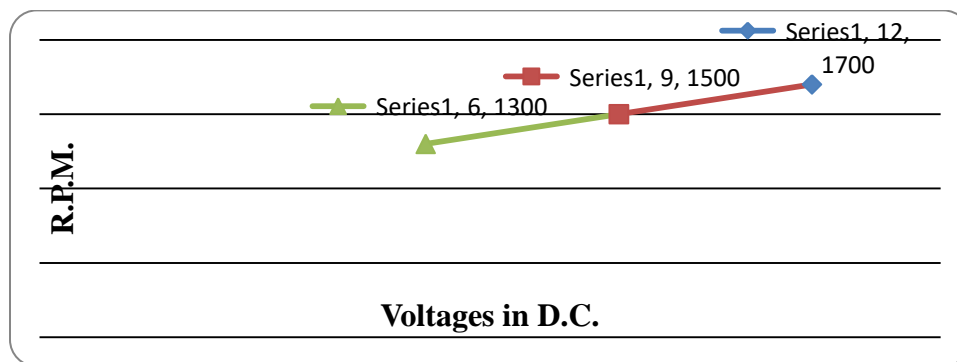 Series1, 12,
1700
Series1, 9, 1500
Series1, 6, 1300
R.P.M.
Voltages in D.C.